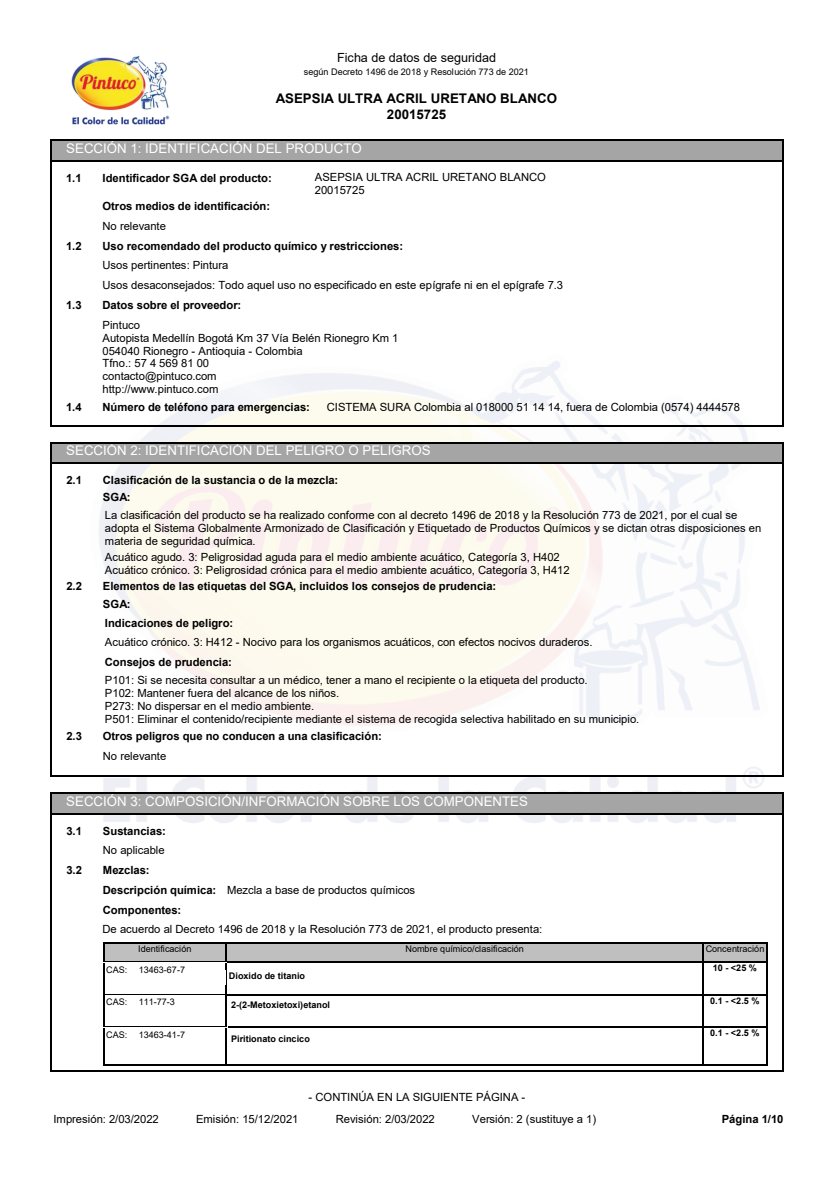 Ficha de datos de seguridad
según Decreto 1496 de 2018 y Resolución 773 de 2021
Pintuco®
El Color de la Calidad®
ASEPSIA ULTRA ACRIL URETANO BLANCO
20015725
SECCIÓN 1: IDENTIFICACIÓN DEL PRODUCTO
1.1 Identificador SGA del producto: ASEPSIA ULTRA ACRIL URETANO BLANCO
20015725
Otros medios de identificación:
No relevante
1.2 Uso recomendado del producto químico y restricciones:
Usos pertinentes: Pintura
Usos desaconsejados: Todo aquel uso no especificado en este epígrafe ni en el epígrafe 7.3
1.3 Datos sobre el proveedor:
Pintuco
Autopista Medellín Bogotá Km 37 Vía Belén Rionegro Km 1
054040 Rionegro - Antioquia - Colombia
Tfno.: 57 4 569 81 00
contacto@pintuco.com
http://www.pintuco.com
1.4 Número de teléfono para emergencias: CISTEMA SURA Colombia al 018000 51 14 14, fuera de Colombia (0574) 4444578
SECCIÓN 2: IDENTIFICACIÓN DEL PELIGRO O PELIGROS
2.1 Clasificación de la sustancia o de la mezcla:
SGA:
La clasificación del producto se ha realizado conforme con al decreto 1496 de 2018 y la Resolución 773 de 2021, por el cual se
adopta el Sistema Globalmente Armonizado de Clasificación y Etiquetado de Productos Químicos y se dictan otras disposiciones en
materia de seguridad química.
Acuático agudo. 3: Peligrosidad aguda para el medio ambiente acuático, Categoría 3, H402
Acuático crónico. 3: Peligrosidad crónica para el medio ambiente acuático, Categoría 3, H412
2.2 Elementos de las etiquetas del SGA, incluidos los consejos de prudencia:
SGA:
Indicaciones de peligro:
Acuático crónico. 3: H412 - Nocivo para los organismos acuáticos, con efectos nocivos duraderos.
Consejos de prudencia:
P101: Si se necesita consultar a un médico, tener a mano el recipiente o la etiqueta del producto.
P102: Mantener fuera del alcance de los niños.
P273: No dispersar en el medio ambiente.
P501: Eliminar el contenido/recipiente mediante el sistema de recogida selectiva habilitado en su municipio.
2.3 Otros peligros que no conducen a una clasificación:
No relevante
Pintuco
El Color de la Calidad®
SECCIÓN 3: COMPOSICIÓN/INFORMACIÓN SOBRE LOS COMPONENTES
3.1 Sustancias:
No aplicable
3.2 Mezclas:
Descripción química: Mezcla a base de productos químicos
Componentes:
De acuerdo al Decreto 1496 de 2018 y la Resolución 773 de 2021, el producto presenta:
Identificación Nombre químico/clasificación Concentración
CAS: 13463-67-7 Dioxido de titanio 10 - <25 %
CAS: 111-77-3 2-(2-Metoxietoxi)etanol 0.1 - <2.5 %
CAS: 13463-41-7 Piritionato cincico 0.1 - <2.5 %
- CONTINÚA EN LA SIGUIENTE PÁGINA -
Impresión: 2/03/2022 Emisión: 15/12/2021 Revisión: 2/03/2022 Versión: 2 (sustituye a 1) Página 1/10